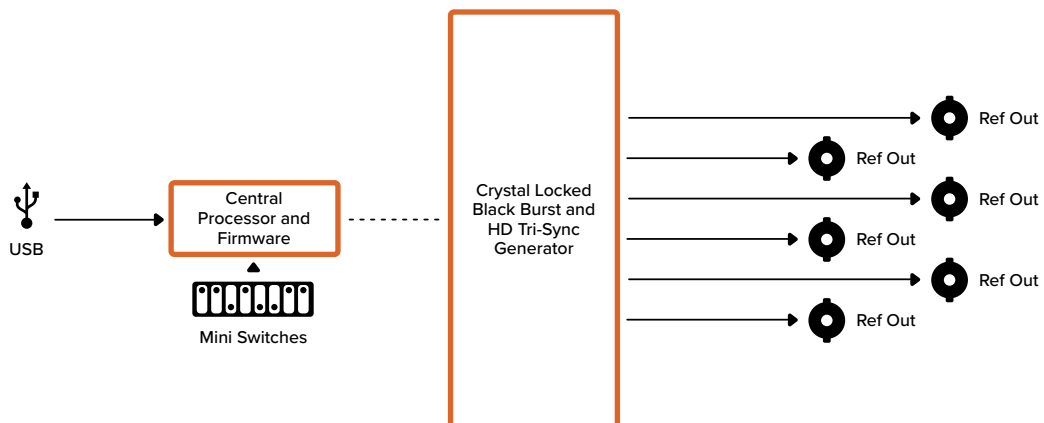 USB
Central
Processor and
Firmware
Mini Switches
Crystal Locked
Black Burst and
HD Tri-Sync
Generator
Ref Out
Ref Out
Ref Out
Ref Out
Ref Out
Ref Out